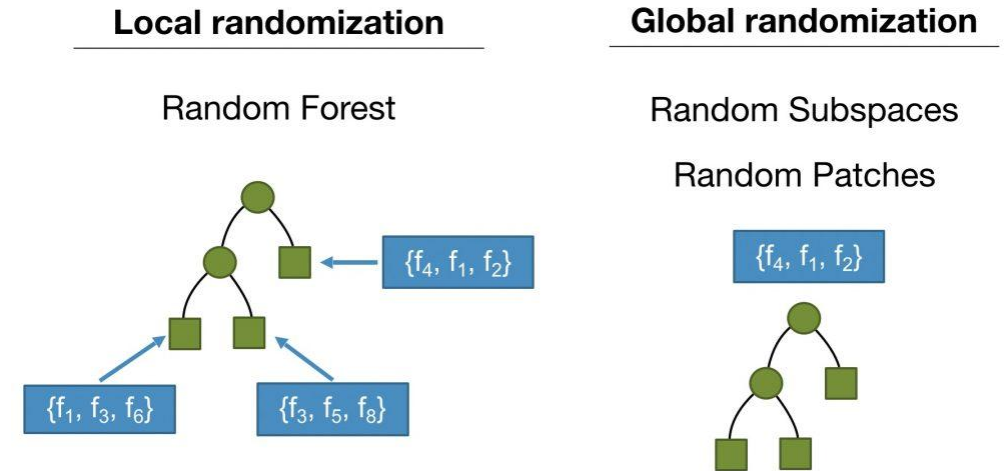 Local randomization
Random Forest
{f₄, f₁, f₂}
{f₁, f₃, f₆}
{f₃, f₅, f₈}
Global randomization
Random Subspaces
Random Patches
{f₄, f₁, f₂}